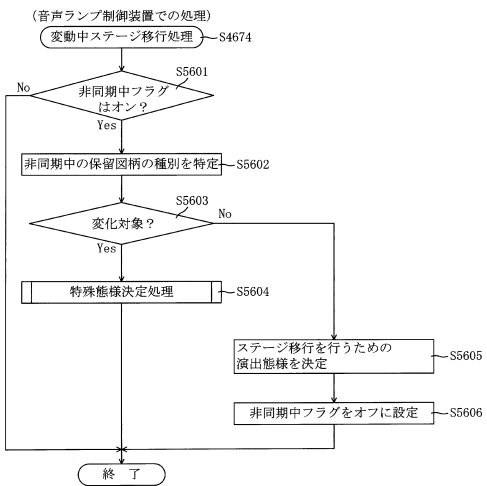 (音声ランプ制御装置での処理)
変動中ステージ移行処理
S4674
S5601
No
非同期中フラグ
はオン？
Yes
非同期中の保留図柄の種別を特定
S5602
S5603
変化対象？
No
Yes
特殊態様決定処理
S5604
ステージ移行を行うための
演出態様を決定
S5605
非同期中フラグをオフに設定
S5606
終 了